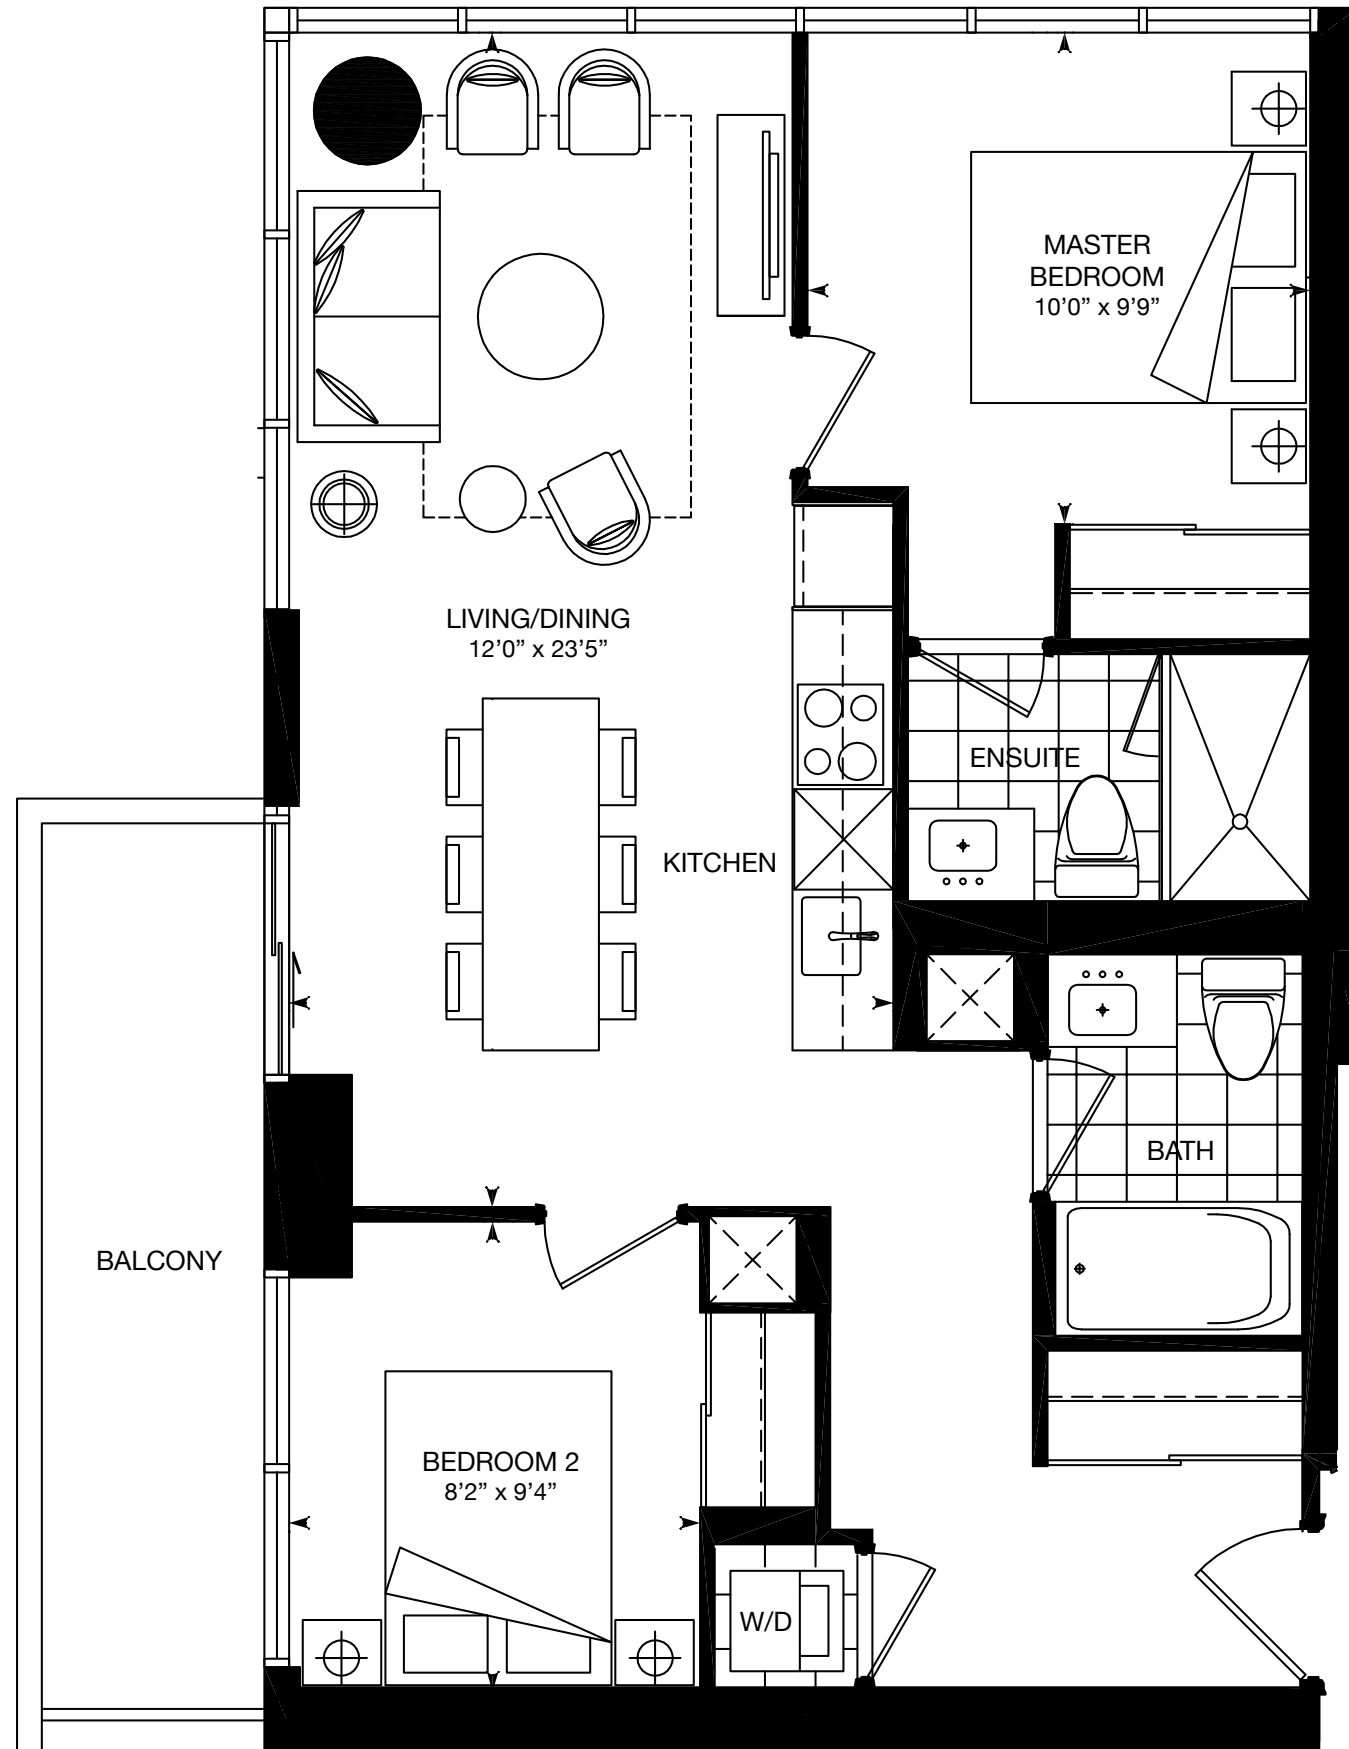 MASTER
BEDROOM
10’0” x 9’9”
LIVING/DINING
12’0” x 23’5”
ENSUITE
KITCHEN
BATH
BALCONY
BEDROOM 2
8’2” x 9’4”
W/D